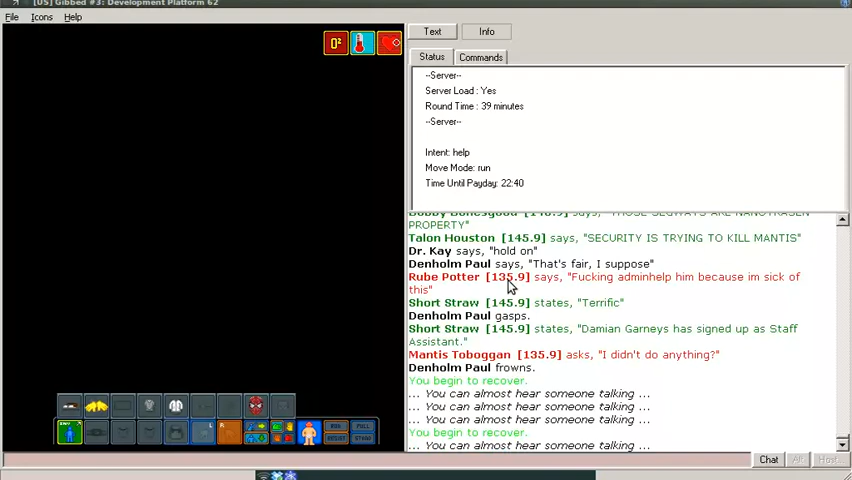 [US] Gibbed #3: Development Platform 62
File Icons Help
Text Info
Status Commands
--Server--
Server Load : Yes
Round Time : 39 minutes
--Server--
Intent: help
Move Mode: run
Time Until Payday: 22:40
PROPERTY"
Talon Houston [145.9] says, "SECURITY IS TRYING TO KILL MANTIS"
Dr. Kay says, "hold on"
Denholm Paul says, "That's fair, I suppose"
Rube Potter [135.9] says, "Fucking adminhelp him because im sick of
this"
Short Straw [145.9] states, "Terrific"
Denholm Paul gasps.
Short Straw [145.9] states, "Damian Garneys has signed up as Staff
Assistant."
Mantis Toboggan [135.9] asks, "I didn't do anything?"
Denholm Paul frowns.
You begin to recover.
... You can almost hear someone talking ...
... You can almost hear someone talking ...
... You can almost hear someone talking ...
You begin to recover.
... You can almost hear someone talking ...
O²
INV
L
R
PULL
RESIST
Chat Alt Host...